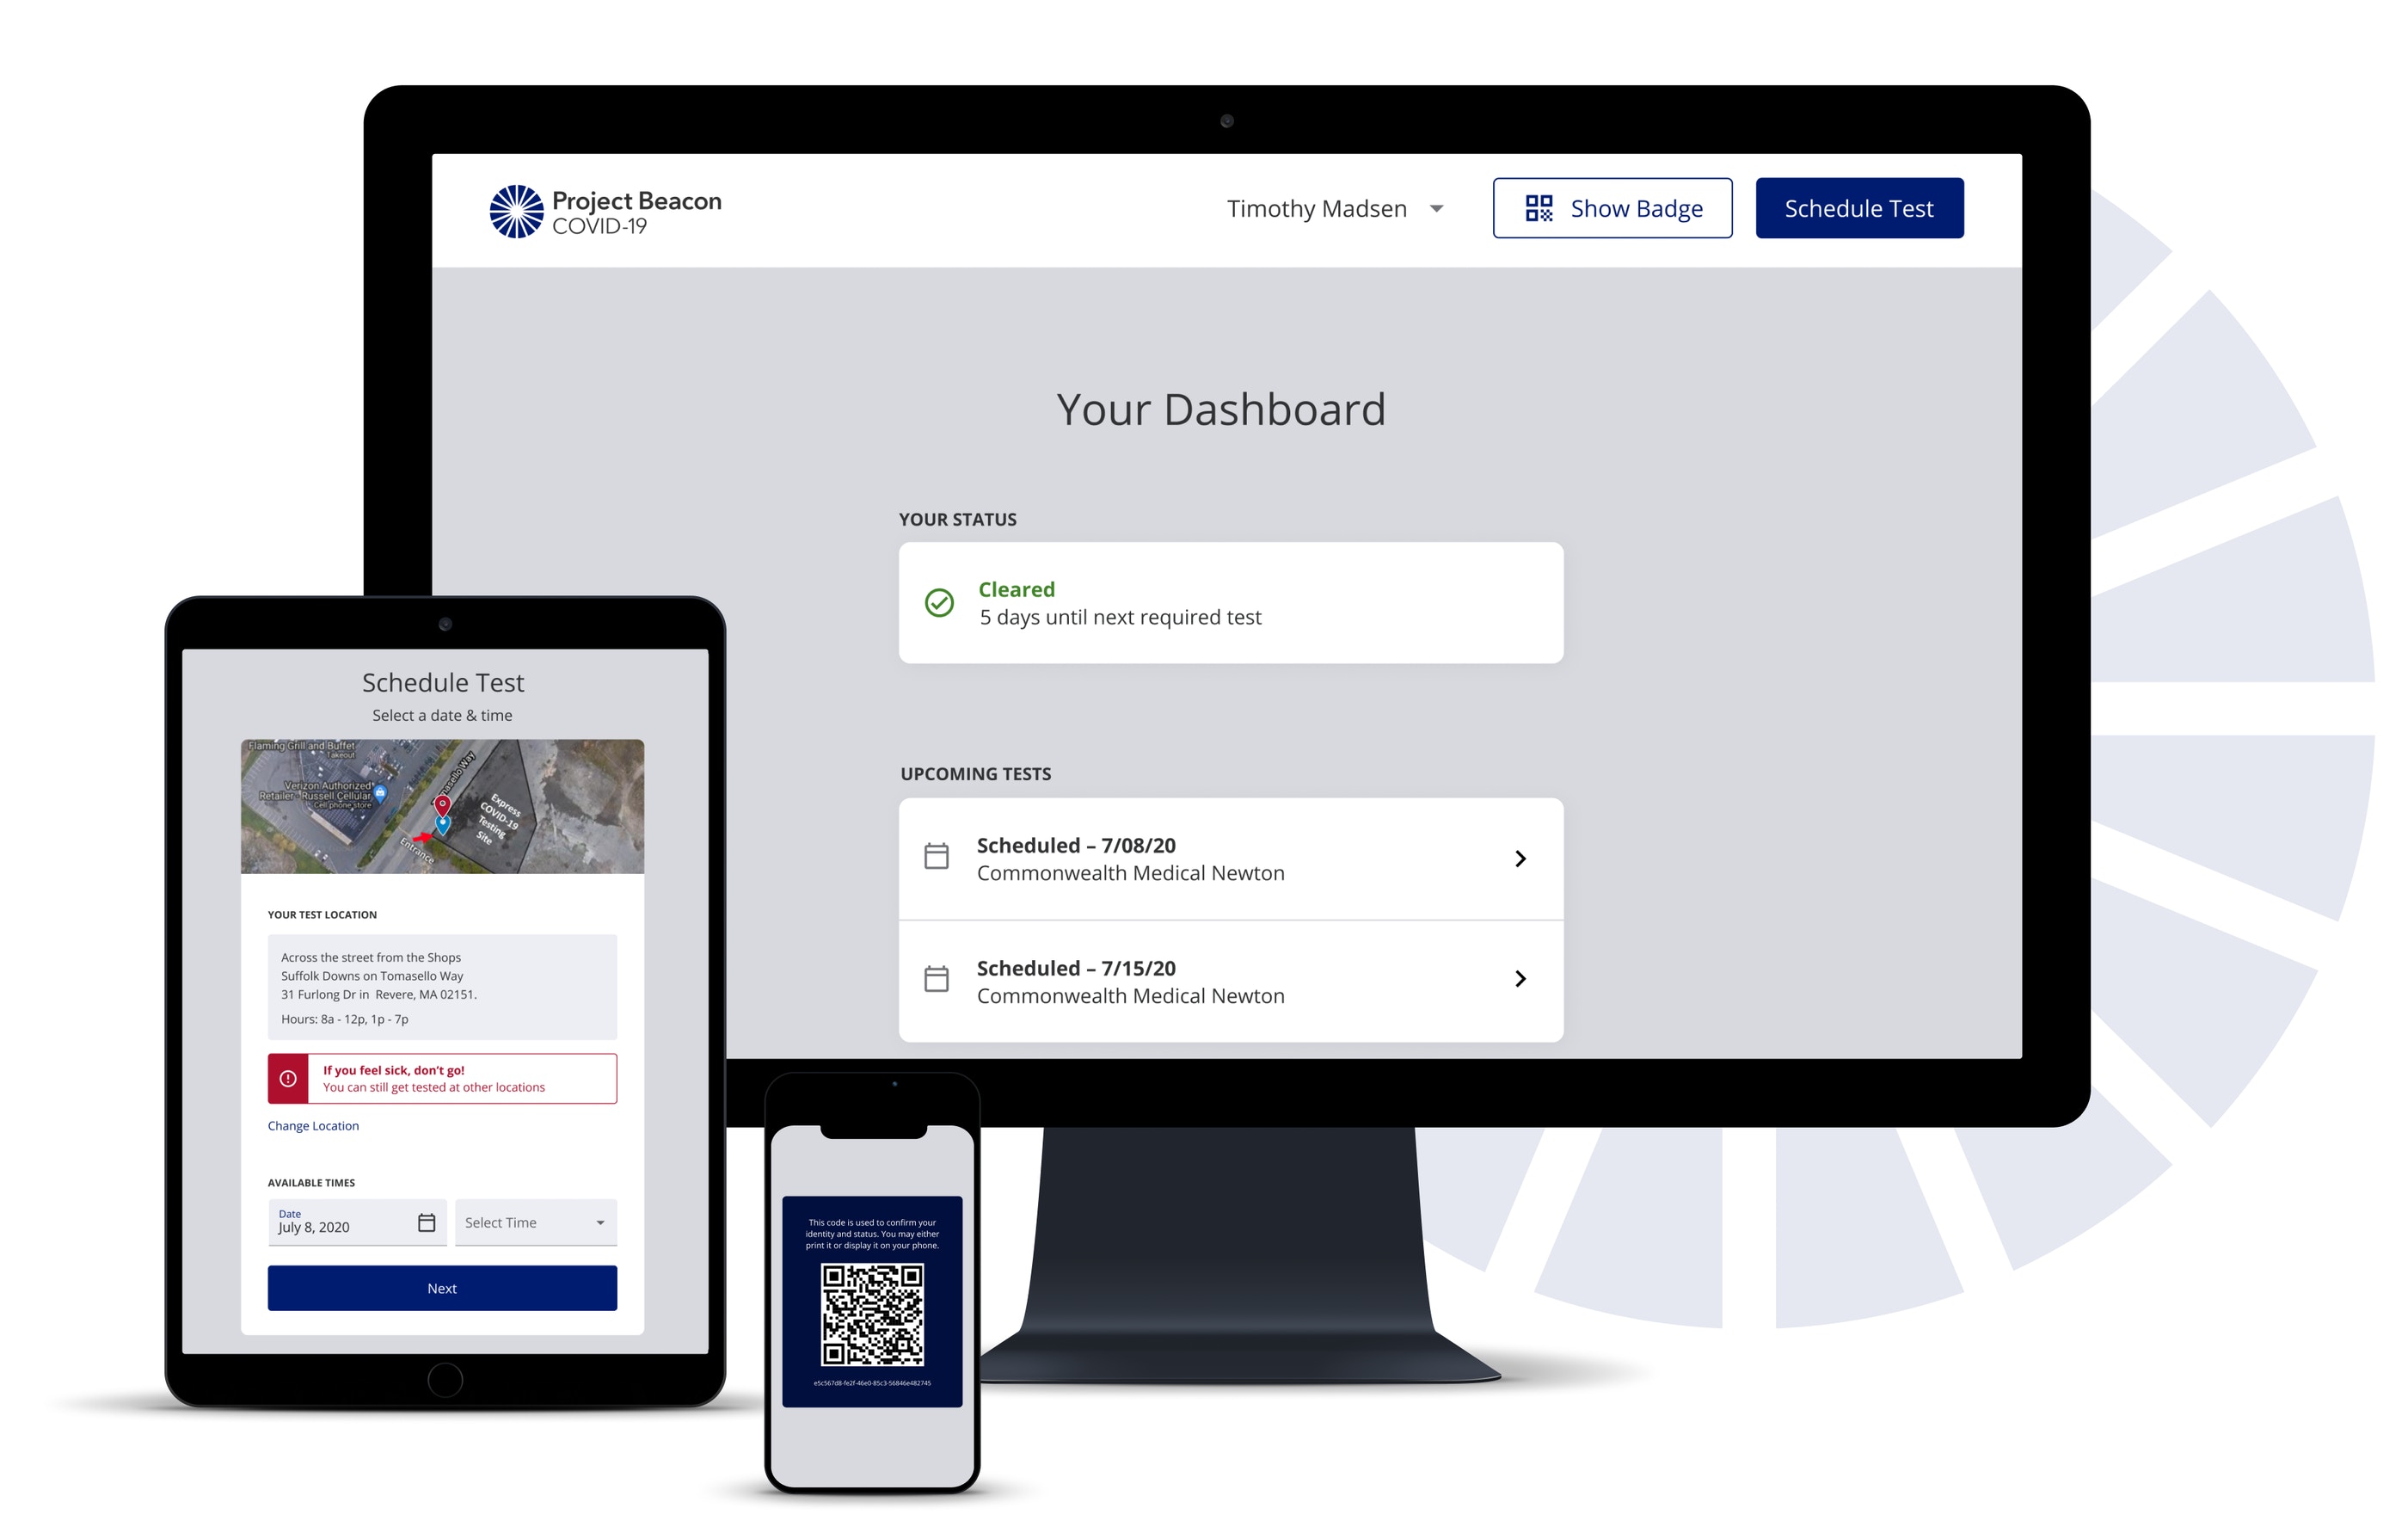 Project Beacon
COVID-19
Timothy Madsen
Show Badge
Schedule Test
Your Dashboard
YOUR STATUS
Cleared
5 days until next required test
UPCOMING TESTS
Scheduled – 7/08/20
Commonwealth Medical Newton
Scheduled – 7/15/20
Commonwealth Medical Newton
Schedule Test
Select a date & time
Flaming Grill and Buffet
Takeout
Verizon Authorized
Retailer - Russell Cellular
Cell phone store
Way
Express
COVID-19
Testing
Site
Entrance
YOUR TEST LOCATION
Across the street from the Shops
Suffolk Downs on Tomasello Way
31 Furlong Dr in Revere, MA 02151.
Hours: 8a - 12p, 1p - 7p
If you feel sick, don't go!
You can still get tested at other locations
Change Location
AVAILABLE TIMES
Date
July 8, 2020
Select Time
Next
This code is used to confirm your
identity and status. You may either
print it or display it on your phone.
e5c567d8-fe2f-46e0-85c3-56846e482745